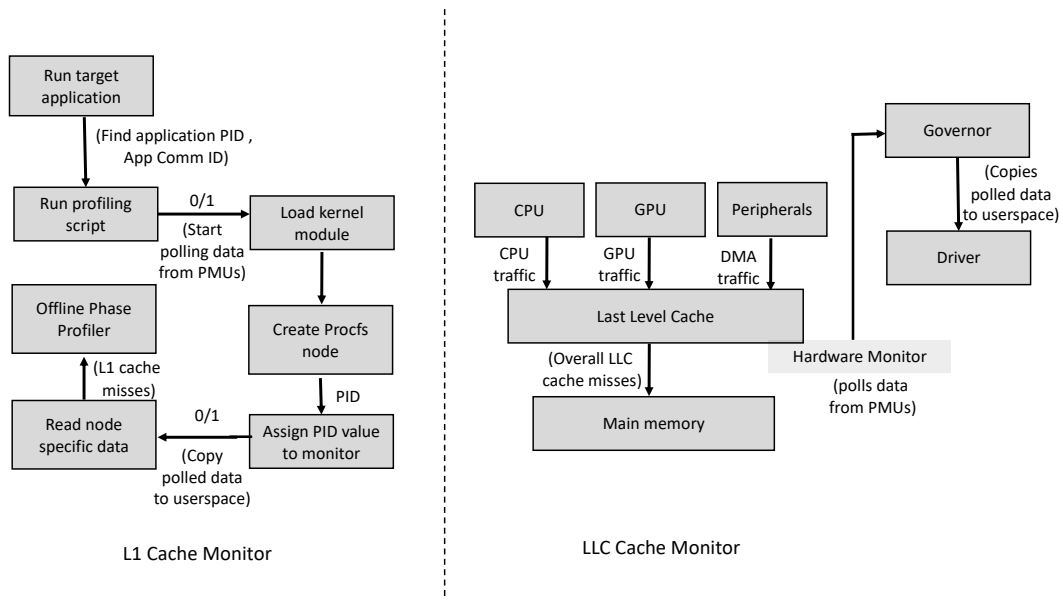 Run target
application
(Find application PID ,
App Comm ID)
Run profiling
script
0/1
(Start
polling data
from PMUs)
Load kernel
module
Create Procfs
node
PID
Assign PID value
to monitor
0/1
(Copy
polled data
to userspace)
Read node
specific data
(L1 cache
misses)
Offline Phase
Profiler
L1 Cache Monitor
CPU
GPU
Peripherals
CPU
traffic
GPU
traffic
DMA
traffic
Last Level Cache
(Overall LLC
cache misses)
Main memory
Hardware Monitor
(polls data
from PMUs)
Governor
(Copies
polled data
to userspace)
Driver
LLC Cache Monitor